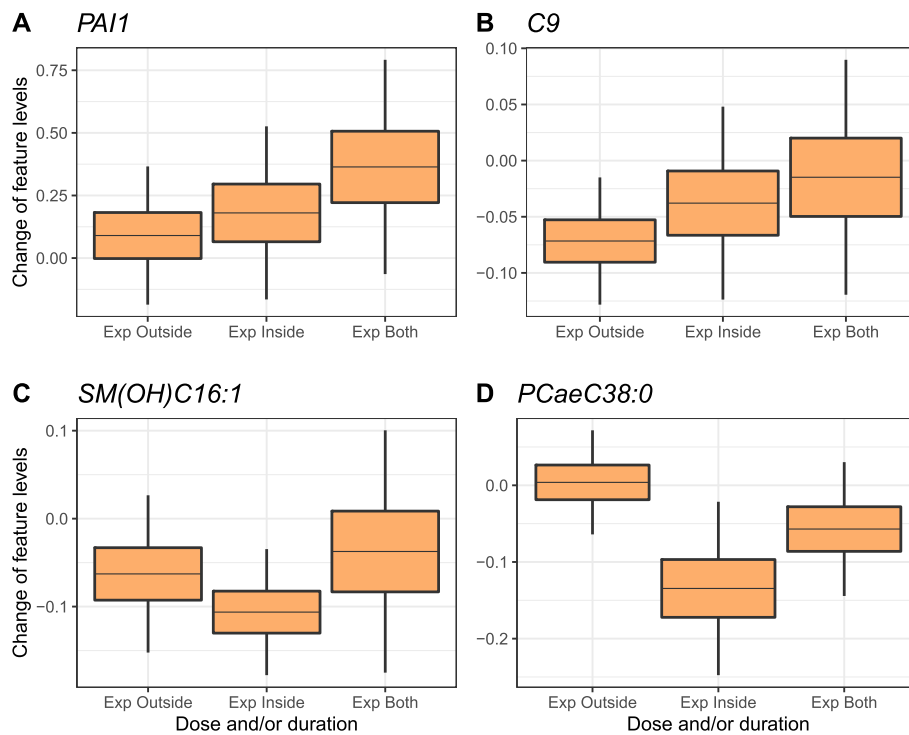 A PAI1
B C9
Change of feature levels
0.75
0.50
0.25
0.00
Exp Outside Exp Inside Exp Both
0.10
0.05
0.00
−0.05
−0.10
Exp Outside Exp Inside Exp Both
C SM(OH)C16:1
D PCaeC38:0
Change of feature levels
0.1
0.0
−0.1
Exp Outside Exp Inside Exp Both
Dose and/or duration
0.0
−0.1
−0.2
Exp Outside Exp Inside Exp Both
Dose and/or duration